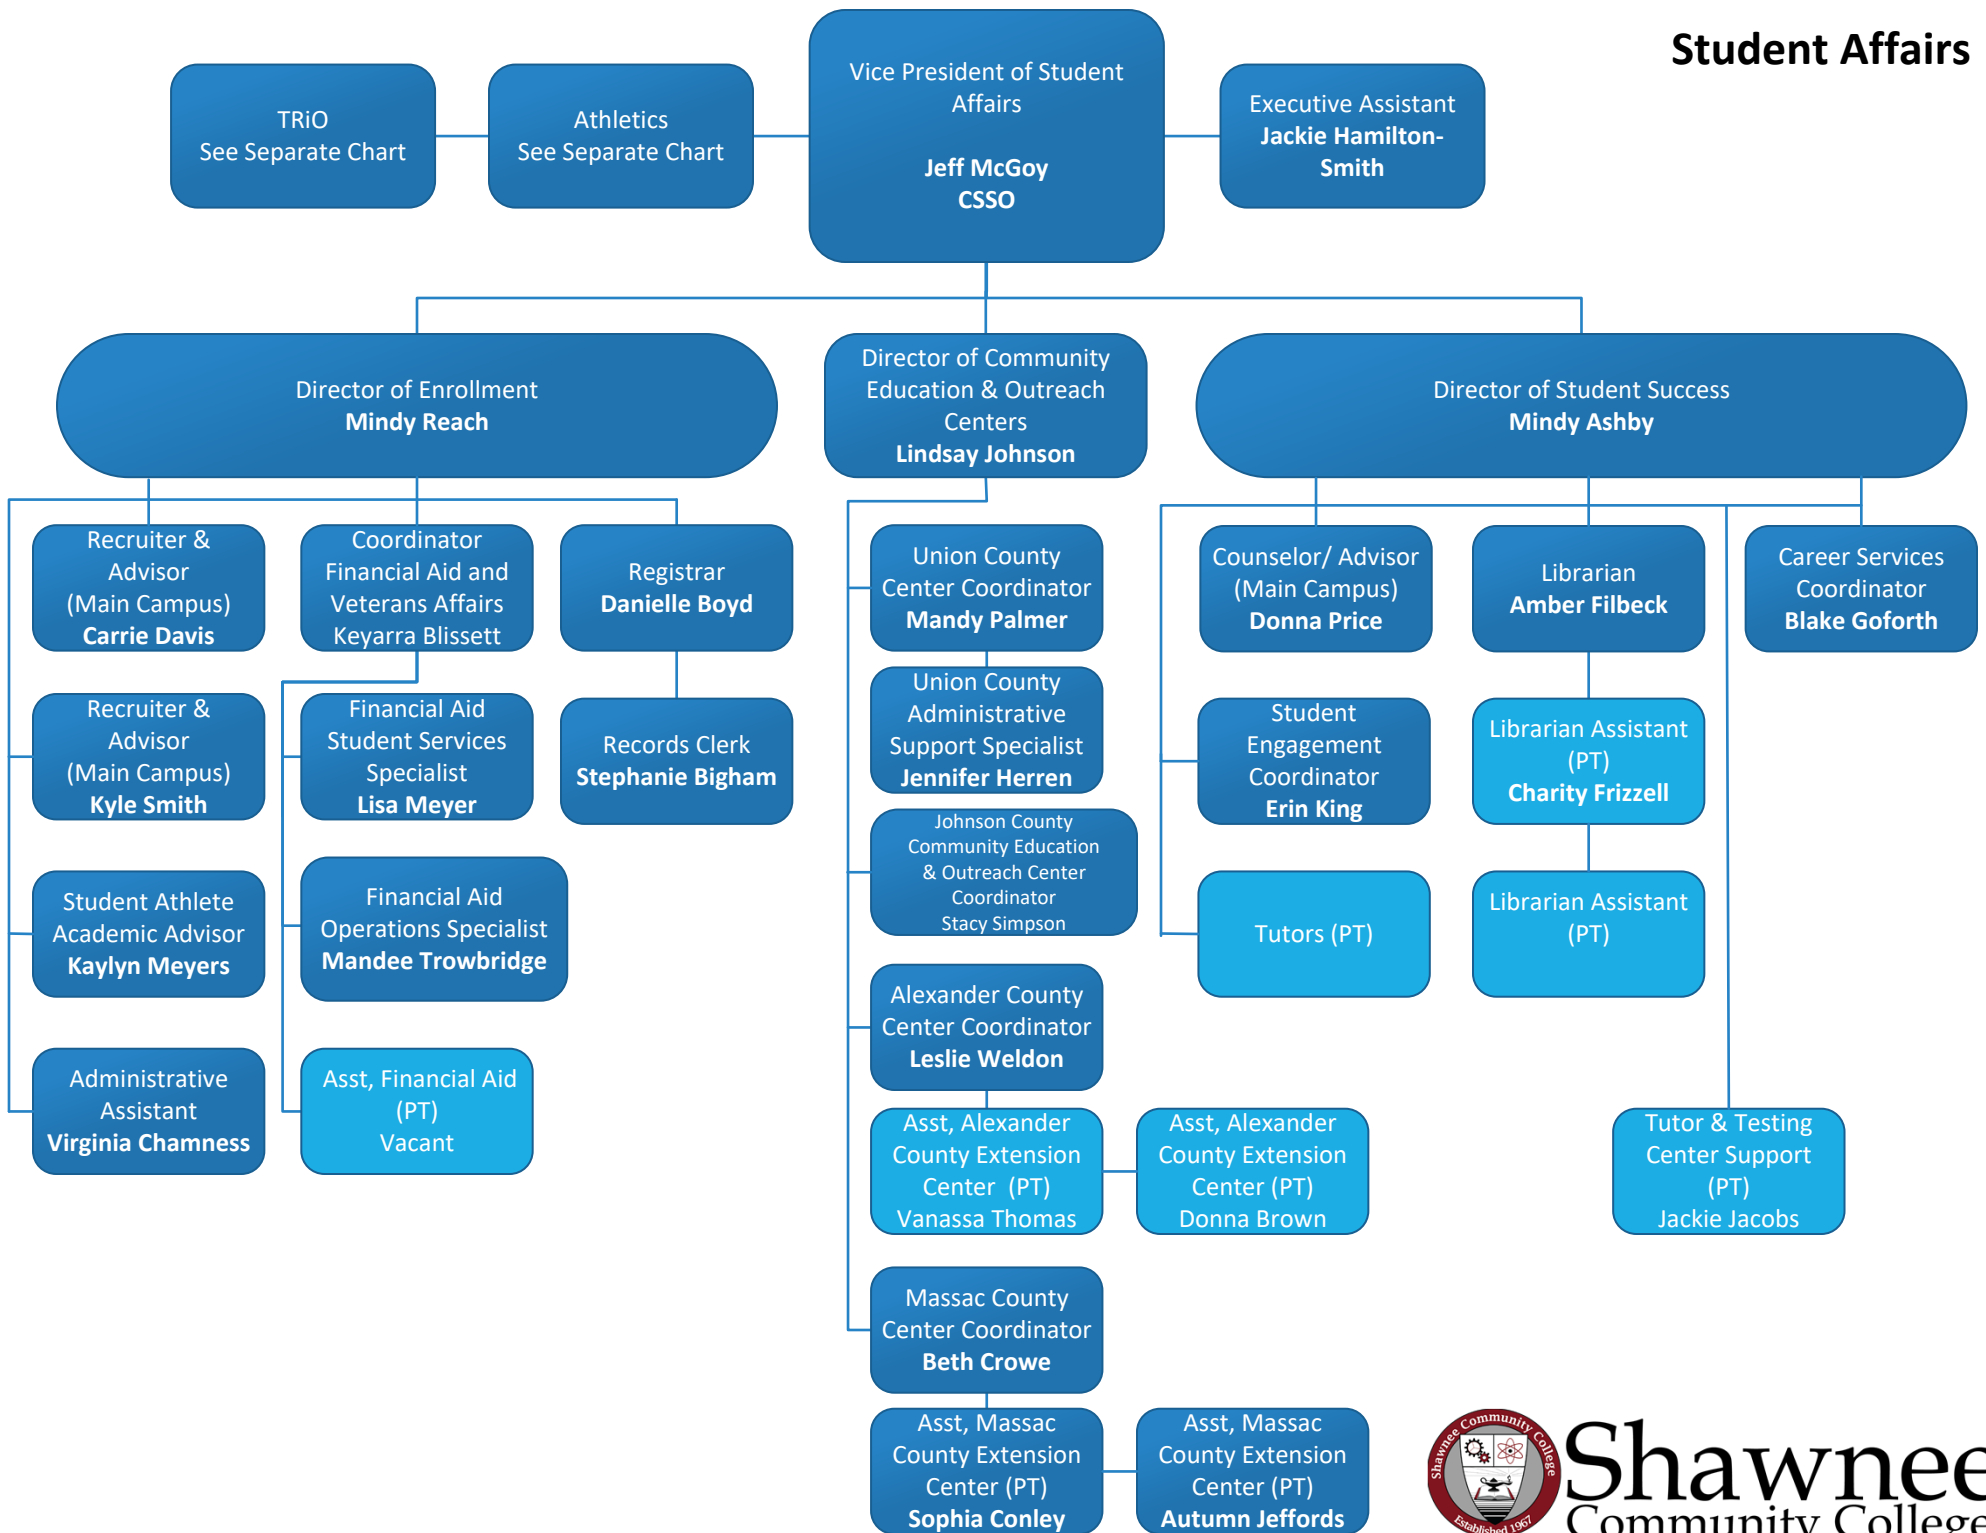 Student Affairs
TRiO
See Separate Chart
Athletics
See Separate Chart
Vice President of Student
Affairs
Jeff McGoy
CSSO
Executive Assistant
Jackie Hamilton-
Smith
Director of Enrollment
Mindy Reach
Director of Community
Education & Outreach
Centers
Lindsay Johnson
Director of Student Success
Mindy Ashby
Recruiter &
Advisor
(Main Campus)
Carrie Davis
Coordinator
Financial Aid and
Veterans Affairs
Keyarra Blissett
Registrar
Danielle Boyd
Union County
Center Coordinator
Mandy Palmer
Counselor/ Advisor
(Main Campus)
Donna Price
Librarian
Amber Filbeck
Career Services
Coordinator
Blake Goforth
Recruiter &
Advisor
(Main Campus)
Kyle Smith
Financial Aid
Student Services
Specialist
Lisa Meyer
Records Clerk
Stephanie Bigham
Union County
Administrative
Support Specialist
Jennifer Herren
Student
Engagement
Coordinator
Erin King
Librarian Assistant
(PT)
Charity Frizzell
Johnson County
Community Education
& Outreach Center
Coordinator
Stacy Simpson
Student Athlete
Academic Advisor
Kaylyn Meyers
Financial Aid
Operations Specialist
Mandee Trowbridge
Tutors (PT)
Librarian Assistant
(PT)
Alexander County
Center Coordinator
Leslie Weldon
Administrative
Assistant
Virginia Chamness
Asst, Financial Aid
(PT)
Vacant
Asst, Alexander
County Extension
Center (PT)
Vanassa Thomas
Asst, Alexander
County Extension
Center (PT)
Donna Brown
Tutor & Testing
Center Support
(PT)
Jackie Jacobs
Massac County
Center Coordinator
Beth Crowe
Asst, Massac
County Extension
Center (PT)
Sophia Conley
Asst, Massac
County Extension
Center (PT)
Autumn Jeffords
Shawnee Community College
Established 1967
Shawnee
Community College